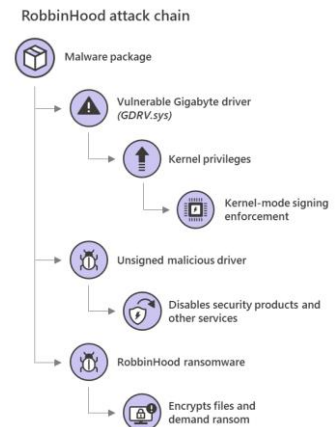 RobbinHood attack chain
Malware package
Vulnerable Gigabyte driver
(GDRV.sys)
Kernel privileges
Kernel-mode signing
enforcement
Unsigned malicious driver
Disables security products and
other services
RobbinHood ransomware
Encrypts files and
demand ransom